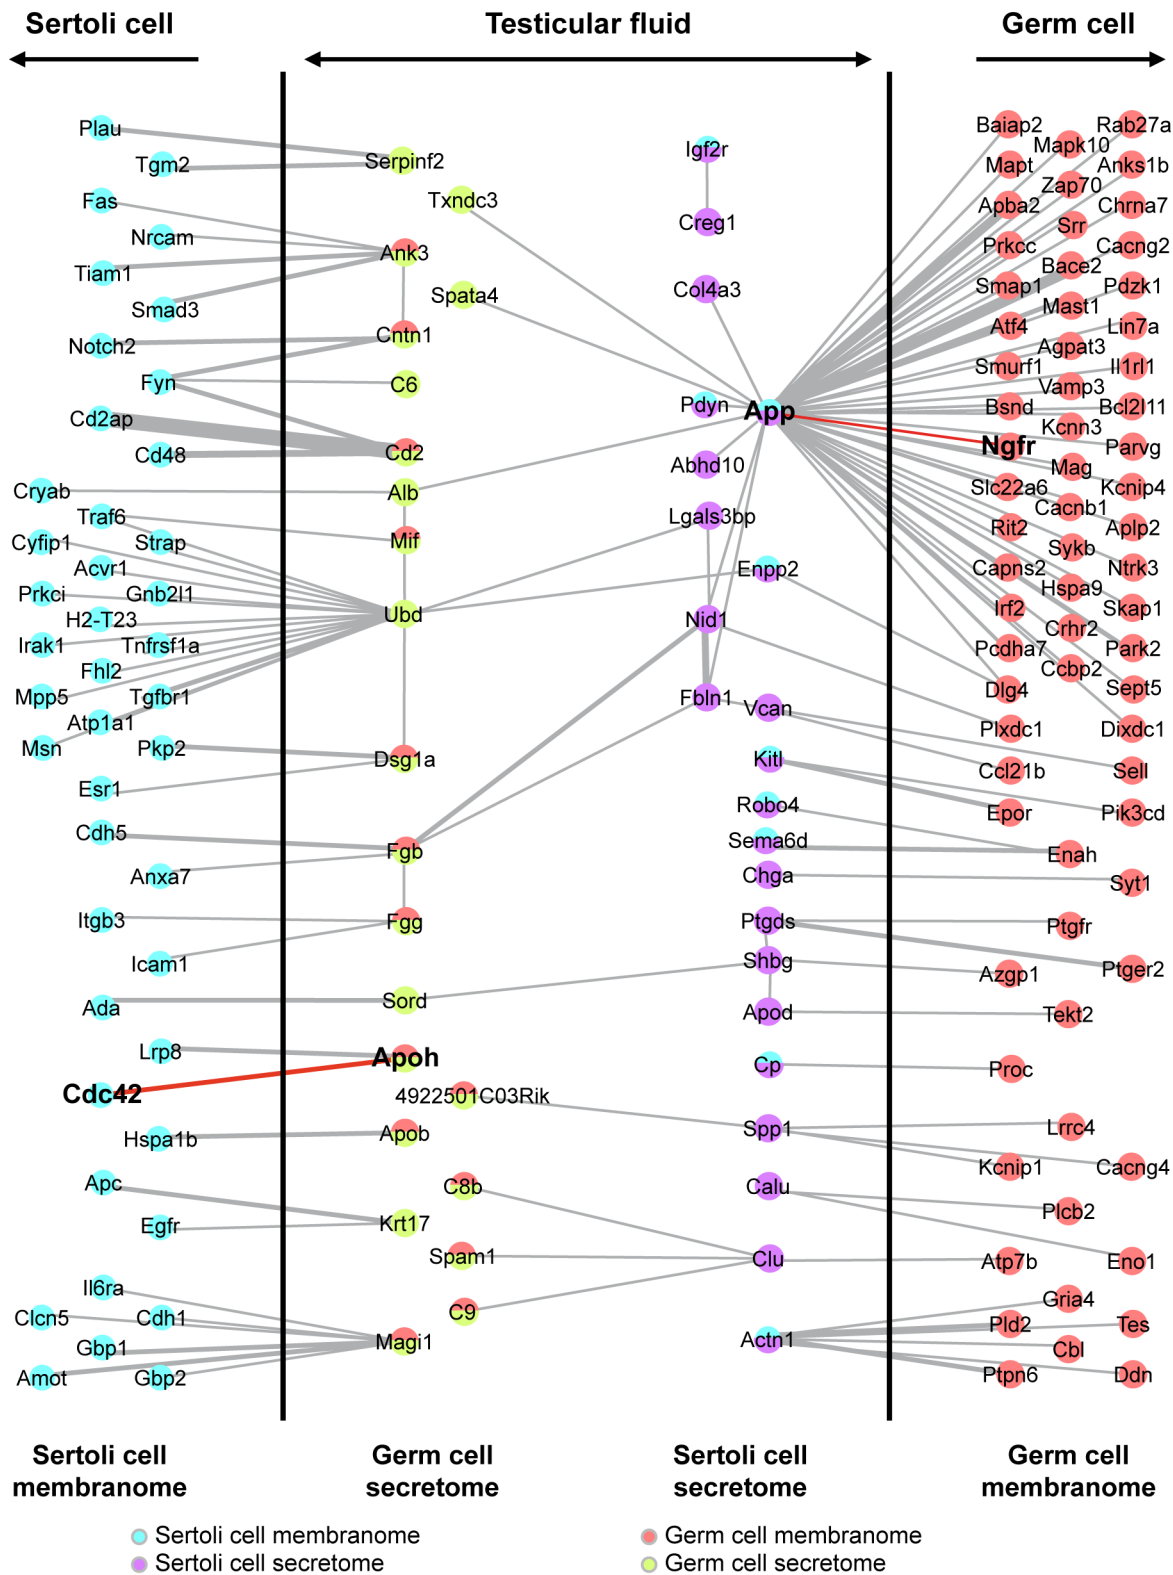 Sertoli cell
Testicular fluid
Germ cell
Plau
Tgm2
Fas
Nrcam
Tiam1
Smad3
Notch2
Fyn
Cd2ap
Cd48
Cryab
Traf6
Cyfip1
Strap
Acvr1
Prkci
Gnb2l1
H2-T23
Irak1
Tnfrsf1a
Fhl2
Mpp5
Tgfbr1
Atp1a1
Msn
Pkp2
Esr1
Cdh5
Anxa7
Itgb3
Icam1
Ada
Lrp8
Cdc42
Hspa1b
Apc
Egfr
Il6ra
Clcn5
Cdh1
Gbp1
Amot
Gbp2
Serpinf2
Txndc3
Ank3
Spata4
Cntn1
C6
Cd2
Alb
Mif
Ubd
Dsg1a
Fgb
Fgg
Sord
Apoh
4922501C03Rik
Apob
C8b
Krt17
Spam1
C9
Magi1
Igf2r
Creg1
Col4a3
Pdyn
App
Abhd10
Lgals3bp
Enpp2
Nid1
Fbln1
Vcan
Kitl
Robo4
Sema6d
Chga
Ptgds
Shbg
Apod
Cp
Spp1
Calu
Clu
Actn1
Baiap2
Rab27a
Mapk10
Mapt
Anks1b
Zap70
Apba2
Chrna7
Srr
Prkcc
Cacng2
Bace2
Smap1
Pdzk1
Mast1
Atf4
Lin7a
Agpat3
Smurf1
Il1rl1
Vamp3
Bsnd
Bcl2l11
Kcnn3
Ngfr
Parvg
Mag
Slc22a6
Kcnip4
Cacnb1
Rit2
Aplp2
Sykb
Capns2
Ntrk3
Hspa9
Irf2
Skap1
Crhr2
Pcdha7
Park2
Ccbp2
Dlg4
Sept5
Plxdc1
Dixdc1
Ccl21b
Sell
Epor
Pik3cd
Enah
Syt1
Ptgfr
Azgp1
Ptger2
Tekt2
Proc
Lrrc4
Kcnip1
Cacng4
Plcb2
Atp7b
Eno1
Gria4
Pld2
Tes
Cbl
Ptpn6
Ddn
Sertoli cell
membranome
Germ cell
secretome
Sertoli cell
secretome
Germ cell
membranome
Sertoli cell membranome
Sertoli cell secretome
Germ cell membranome
Germ cell secretome